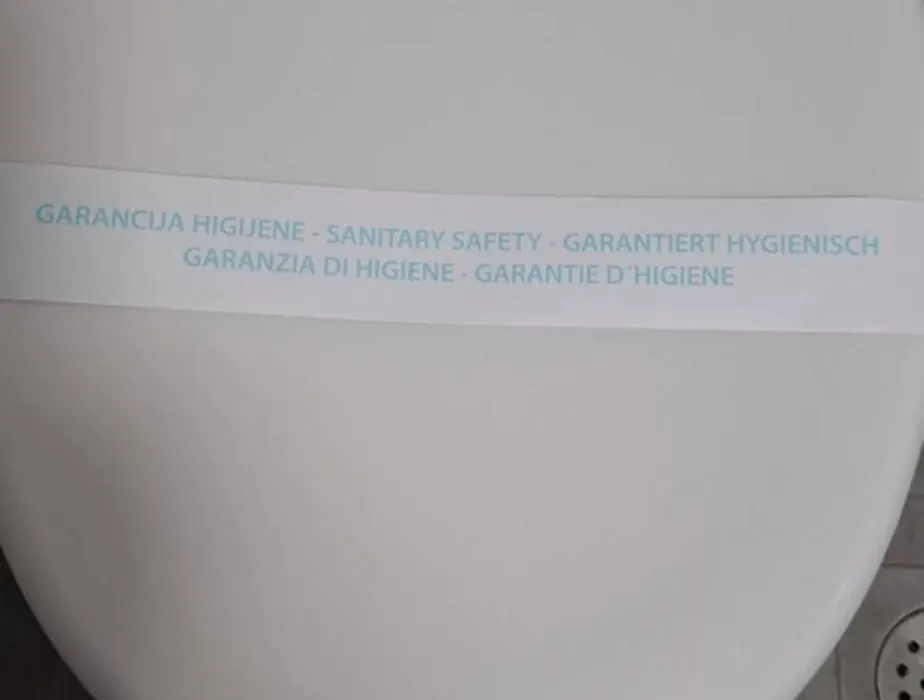 GARANCIJA HIGIJENE - SANITARY SAFETY - GARANTIERT HYGIENISCH
GARANZIA DI HIGIENE - GARANTIE D´HIGIENE